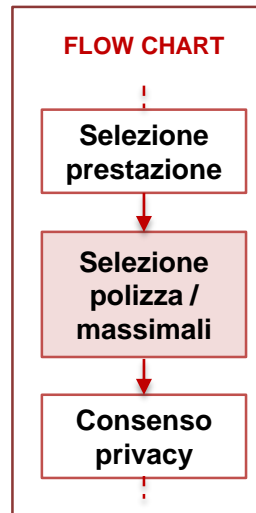 FLOW CHART
Selezione
prestazione
Selezione
polizza /
massimali
Consenso
privacy